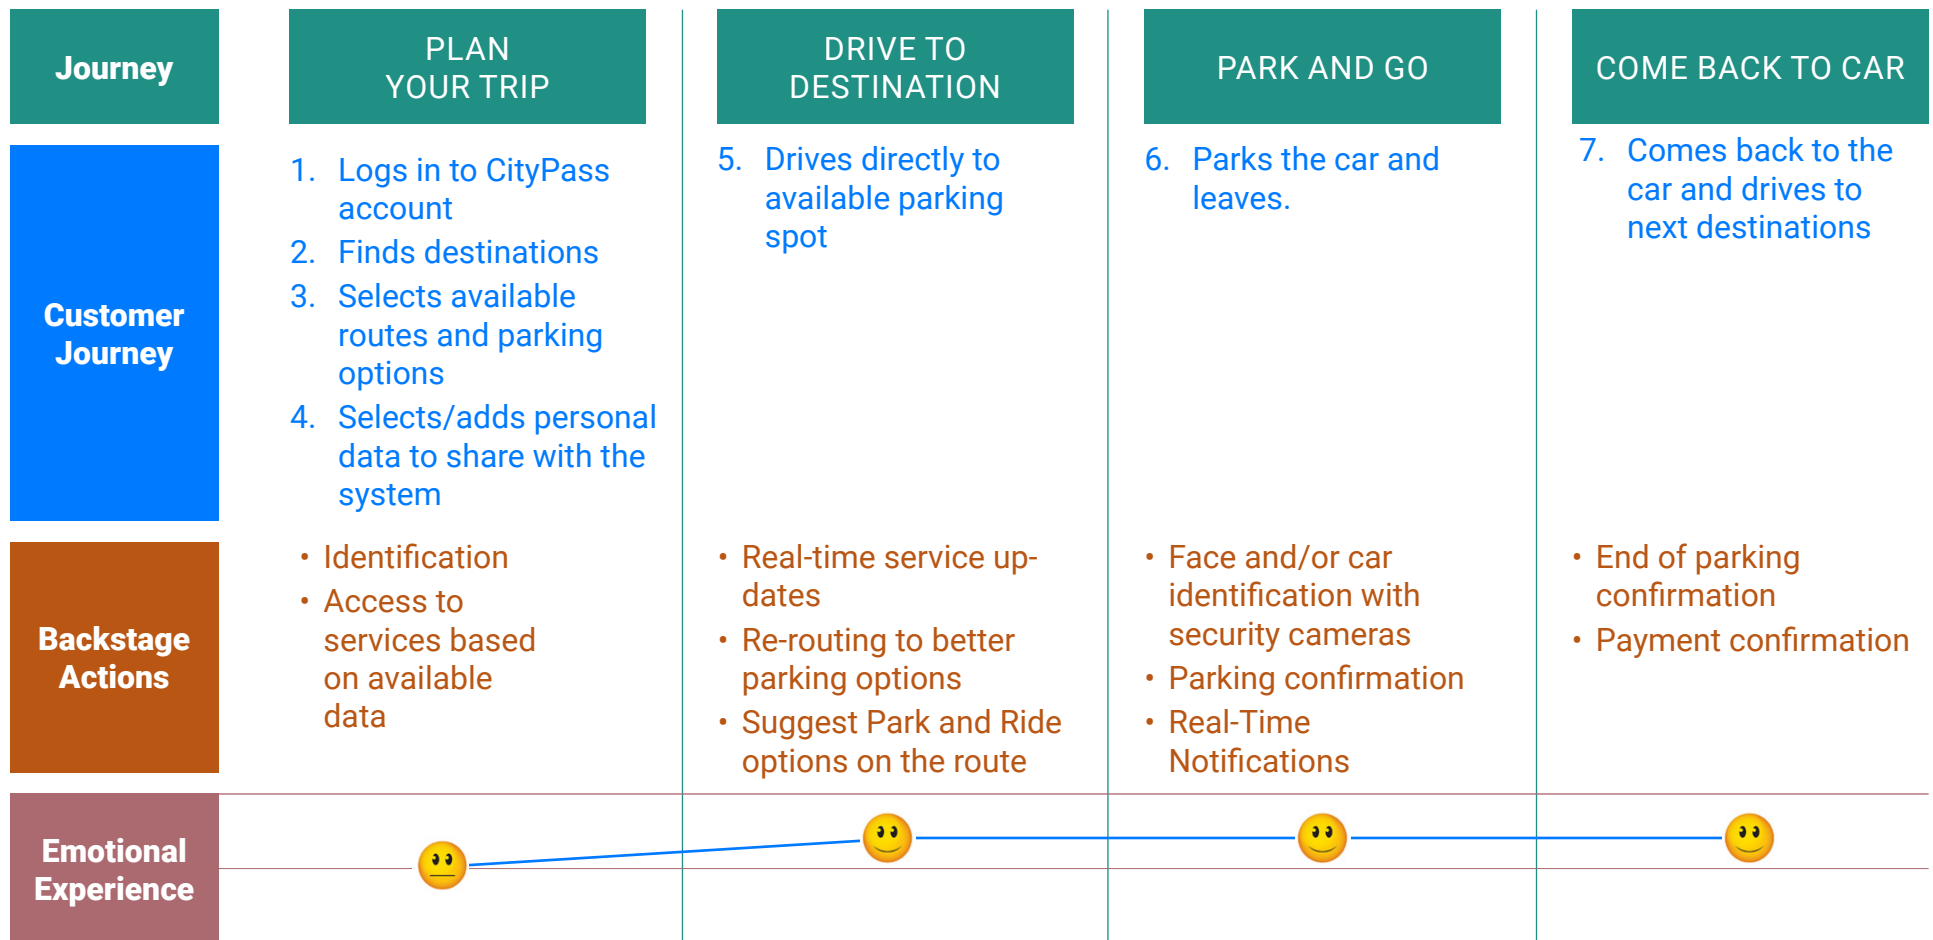 Journey
PLAN
YOUR TRIP
DRIVE TO
DESTINATION
PARK AND GO
COME BACK TO CAR
Customer
Journey
1. Logs in to CityPass
account
2. Finds destinations
3. Selects available
routes and parking
options
4. Selects/adds personal
data to share with the
system
5. Drives directly to
available parking
spot
6. Parks the car and
leaves.
7. Comes back to the
car and drives to
next destinations
Backstage
Actions
• Identification
• Access to
services based
on available
data
• Real-time service up-
dates
• Re-routing to better
parking options
• Suggest Park and Ride
options on the route
• Face and/or car
identification with
security cameras
• Parking confirmation
• Real-Time
Notifications
• End of parking
confirmation
• Payment confirmation
Emotional
Experience